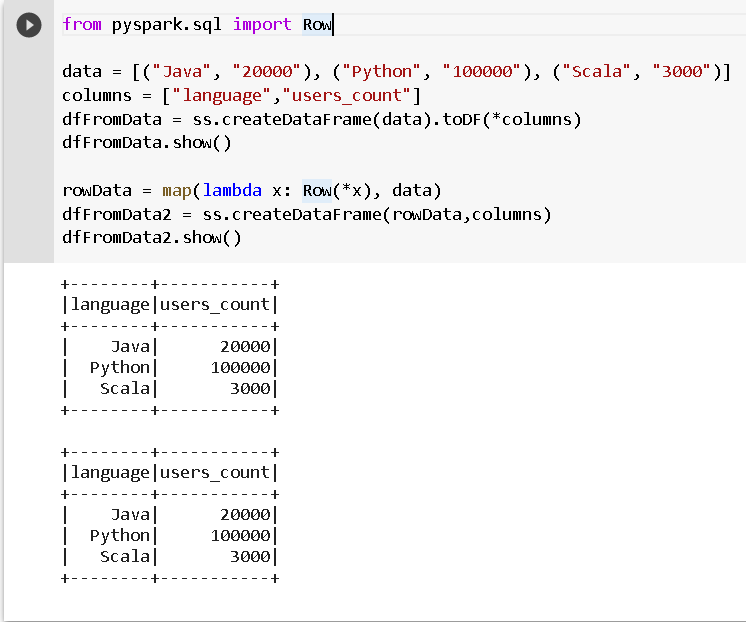 from pyspark.sql import Row
data = [("Java", "20000"), ("Python", "100000"), ("Scala", "3000")]
columns = ["language","users_count"]
dfFromData = ss.createDataFrame(data).toDF(*columns)
dfFromData.show()
rowData = map(lambda x: Row(*x), data)
dfFromData2 = ss.createDataFrame(rowData,columns)
dfFromData2.show()
+--------+-----------+
|language|users_count|
+--------+-----------+
|    Java|      20000|
|  Python|     100000|
|   Scala|       3000|
+--------+-----------+
+--------+-----------+
|language|users_count|
+--------+-----------+
|    Java|      20000|
|  Python|     100000|
|   Scala|       3000|
+--------+-----------+